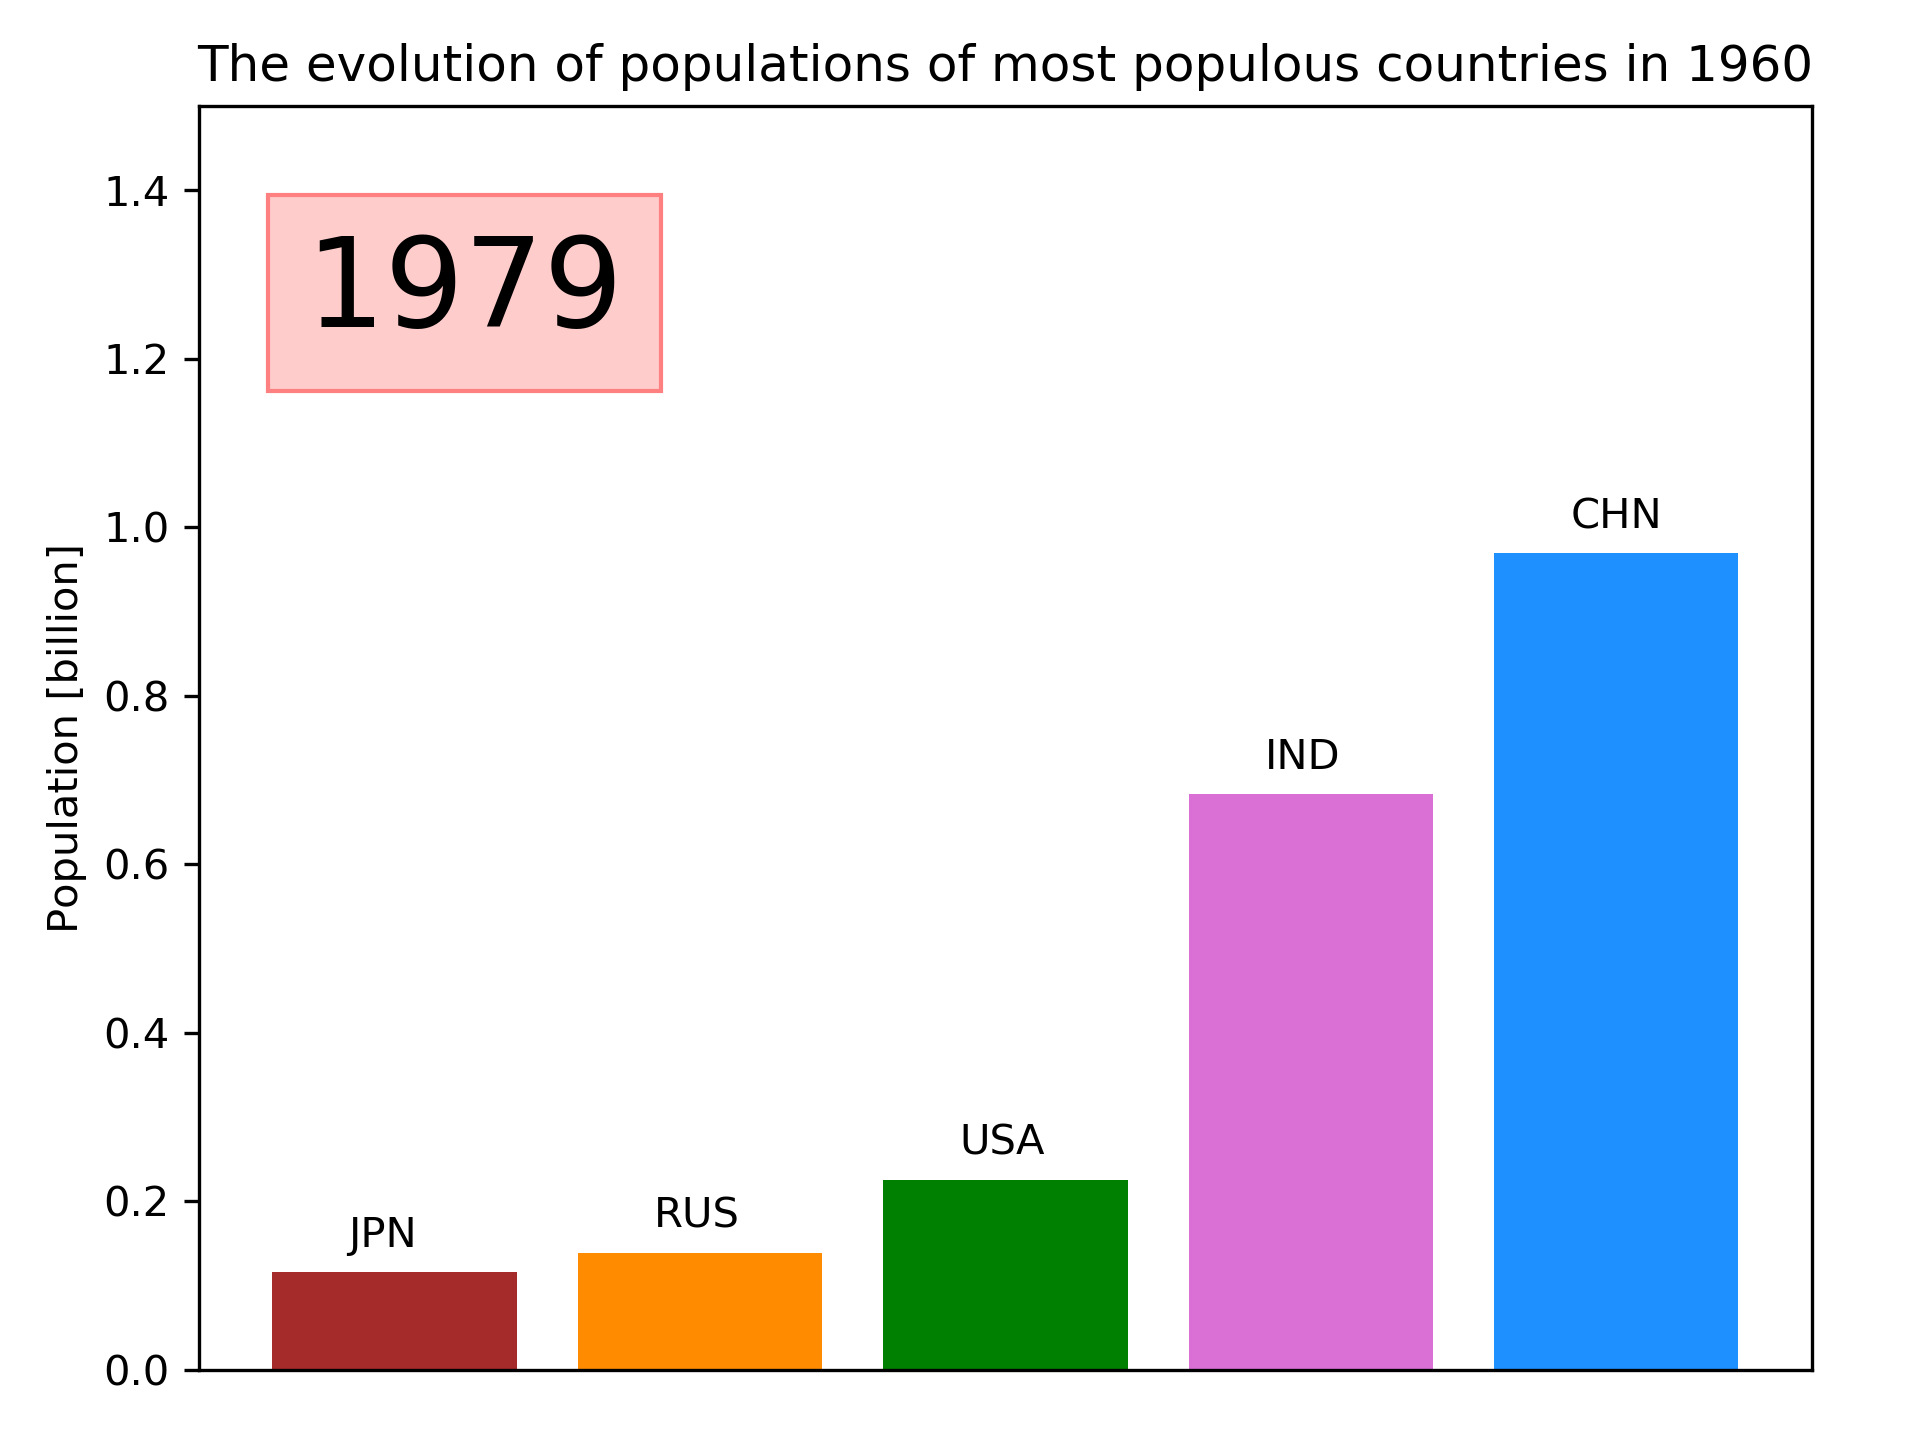 The evolution of populations of most populous countries in 1960
1979
Population [billion]
1.4
1.2
1.0
0.8
0.6
0.4
0.2
0.0
JPN
RUS
USA
IND
CHN